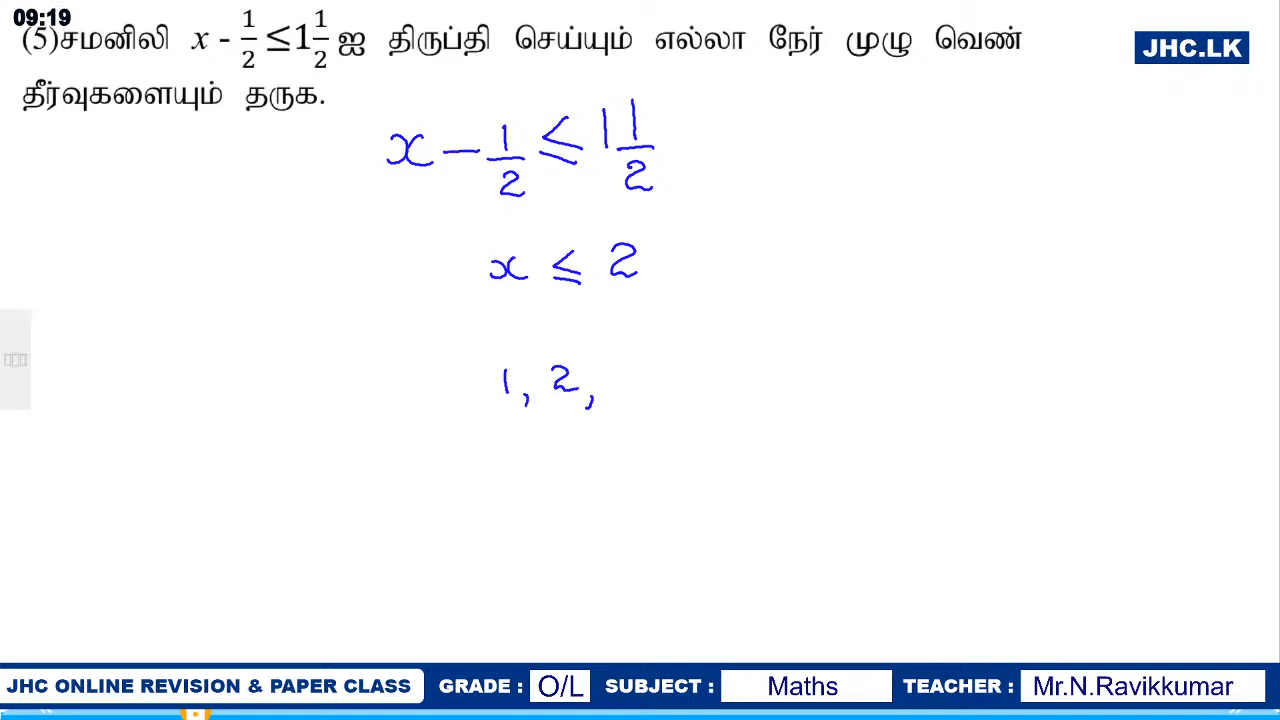 09:19
(5)சமனிலி x - 1/2 ≤1 1/2 ஐ திருப்தி செய்யும் எல்லா நேர் முழு வெண்
JHC.LK
தீர்வுகளையும் தருக.
x - 1/2 ≤ 1 1/2
x ≤ 2
1, 2,
JHC ONLINE REVISION & PAPER CLASS GRADE : O/L SUBJECT : Maths TEACHER : Mr.N.Ravikkumar